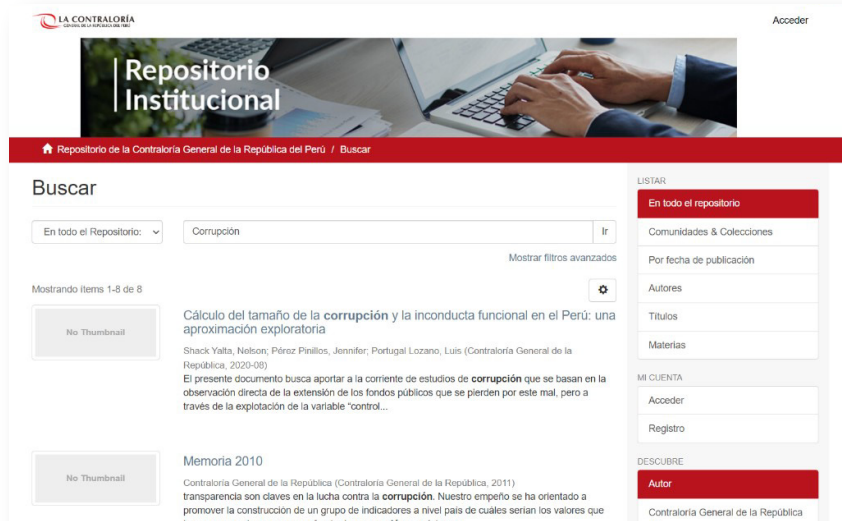 LA CONTRALORÍA
GENERAL DE LA REPÚBLICA DEL PERÚ
Acceder
Repositorio
Institucional
Repositorio de la Contraloría General de la República del Perú / Buscar
Buscar
En todo el Repositorio:
Corrupción
Ir
Mostrar filtros avanzados
Mostrando ítems 1-8 de 8
No Thumbnail
Cálculo del tamaño de la corrupción y la inconducta funcional en el Perú: una
aproximación exploratoria
Shack Yalta, Nelson; Pérez Pinillos, Jennifer; Portugal Lozano, Luis (Contraloría General de la
República, 2020-08)
El presente documento busca aportar a la corriente de estudios de corrupción que se basan en la
observación directa de la extensión de los fondos públicos que se pierden por este mal, pero a
través de la explotación de la variable "control...
No Thumbnail
Memoria 2010
Contraloría General de la República (Contraloría General de la República, 2011)
transparencia son claves en la lucha contra la corrupción. Nuestro empeño se ha orientado a
promover la construcción de un grupo de indicadores a nivel país de cuáles serían los valores que
LISTAR
En todo el repositorio
Comunidades & Colecciones
Por fecha de publicación
Autores
Títulos
Materias
MI CUENTA
Acceder
Registro
DESCUBRE
Autor
Contraloría General de la República